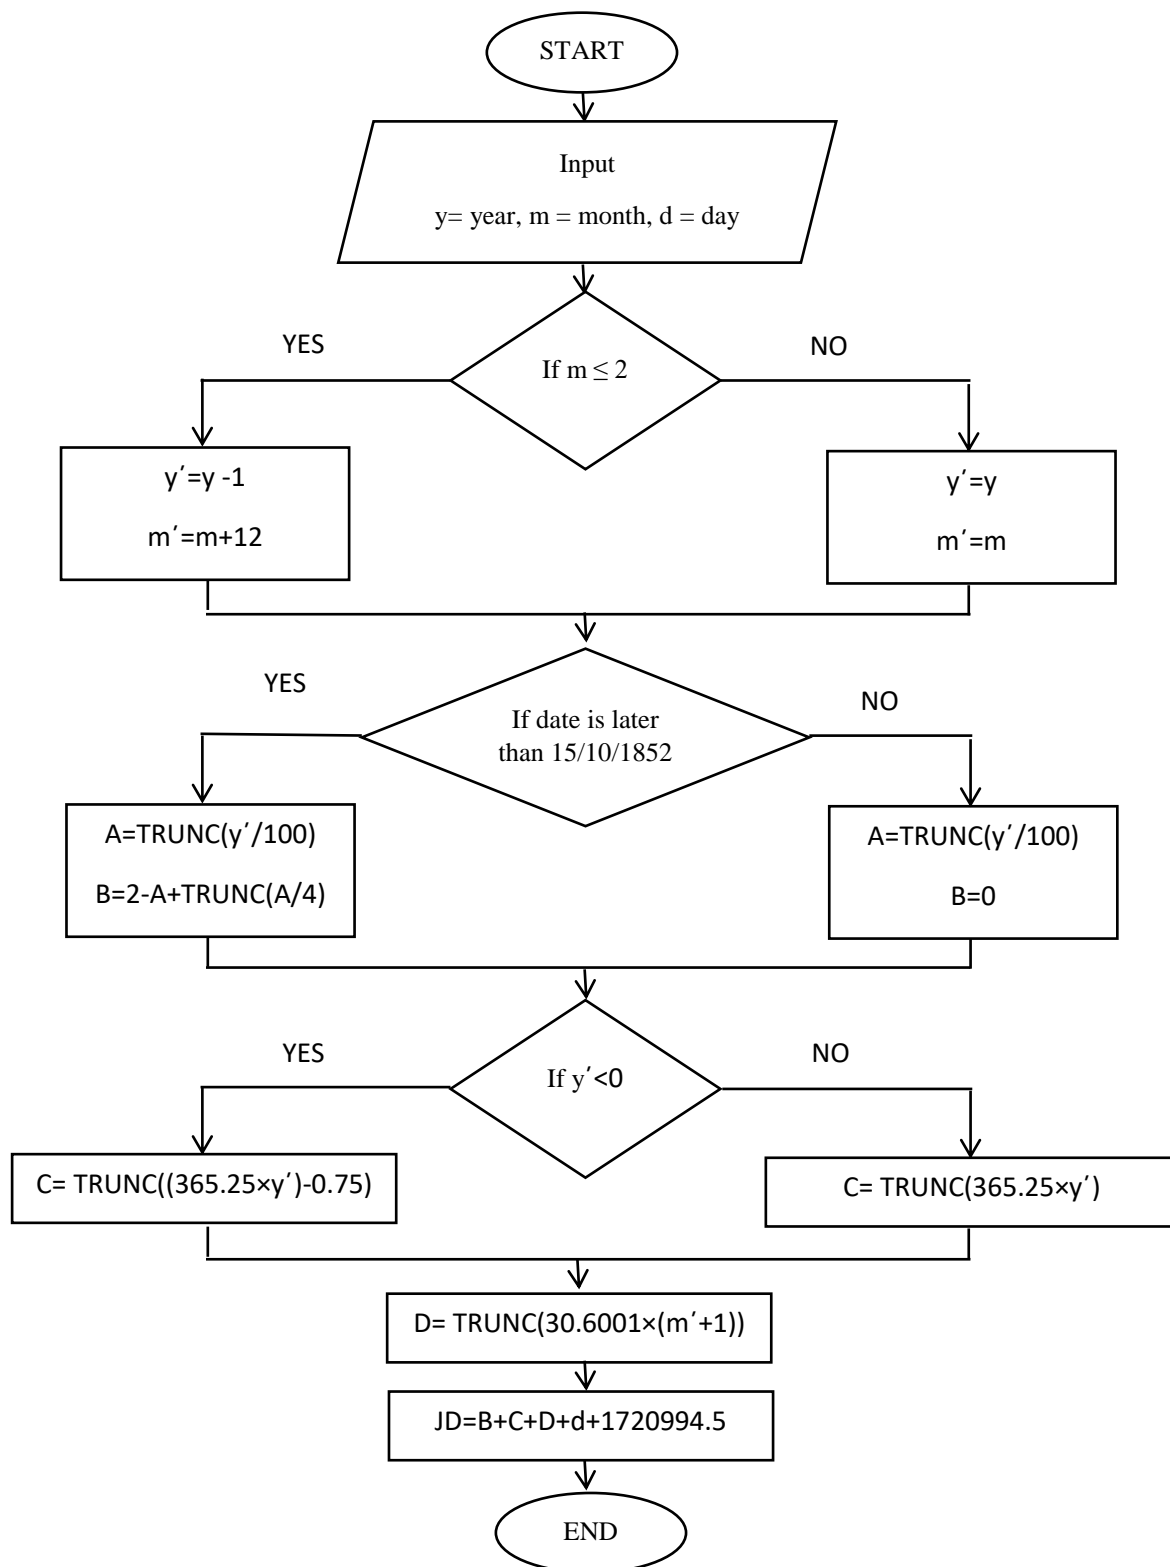 START
Input
y= year, m = month, d = day
YES
NO
If m ≤ 2
y′=y -1
m′=m+12
y′=y
m′=m
YES
NO
If date is later
than 15/10/1852
A=TRUNC(y′/100)
B=2-A+TRUNC(A/4)
A=TRUNC(y′/100)
B=0
YES
NO
If y′<0
C= TRUNC((365.25×y′)-0.75)
C= TRUNC(365.25×y′)
D= TRUNC(30.6001×(m′+1))
JD=B+C+D+d+1720994.5
END